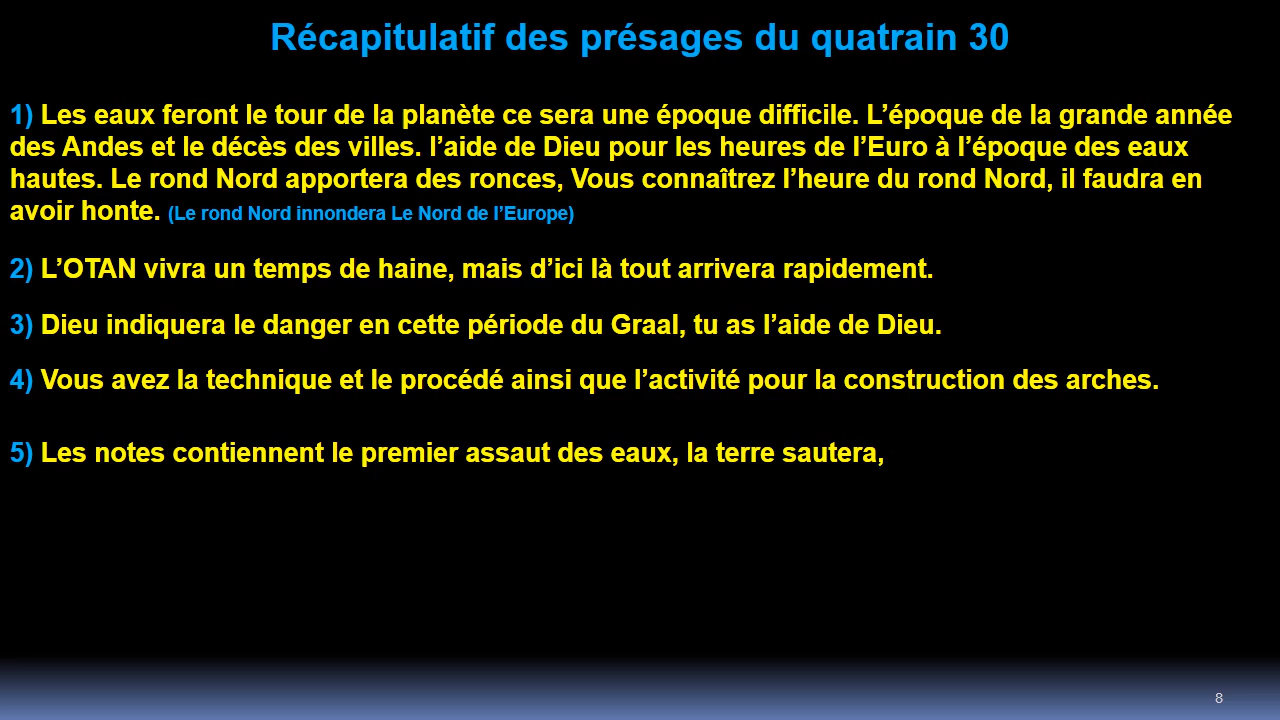 Récapitulatif des présages du quatrain 30
1) Les eaux feront le tour de la planète ce sera une époque difficile. L’époque de la grande année
des Andes et le décès des villes. l’aide de Dieu pour les heures de l’Euro à l’époque des eaux
hautes. Le rond Nord apportera des ronces, Vous connaîtrez l’heure du rond Nord, il faudra en
avoir honte. (Le rond Nord innondera Le Nord de l’Europe)
2) L’OTAN vivra un temps de haine, mais d’ici là tout arrivera rapidement.
3) Dieu indiquera le danger en cette période du Graal, tu as l’aide de Dieu.
4) Vous avez la technique et le procédé ainsi que l’activité pour la construction des arches.
5) Les notes contiennent le premier assaut des eaux, la terre sautera,
8